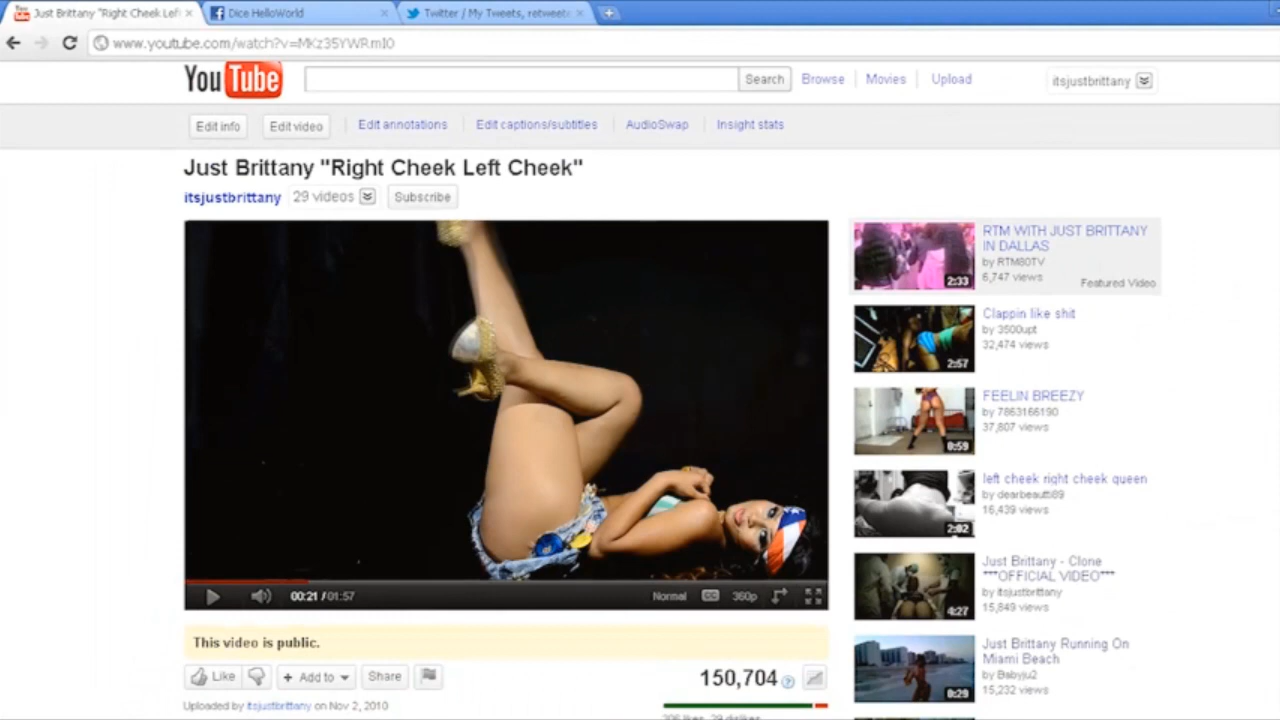 Just Brittany "Right Cheek Left
Dice HelloWorld
Twitter / My Tweets, retweets
www.youtube.com/watch?v=MKz35YWRmI0
YouTube
Search
Browse
Movies
Upload
itsjustbrittany
Edit info
Edit video
Edit annotations
Edit captions/subtitles
AudioSwap
Insight stats
Just Brittany "Right Cheek Left Cheek"
itsjustbrittany 29 videos
Subscribe
RTM WITH JUST BRITTANY
IN DALLAS
by RTM80TV
6,747 views
Featured Video
2:33
Clappin like shit
by 3500upt
32,474 views
2:57
FEELIN BREEZY
by 7863166190
37,807 views
0:59
left cheek right cheek queen
by dearbeautti89
16,439 views
2:02
Just Brittany - Clone
***OFFICIAL VIDEO***
by itsjustbrittany
15,849 views
4:27
Just Brittany Running On
Miami Beach
by Babyju2
15,232 views
0:29
00:21 / 01:57
Normal
CC
360p
This video is public.
Like
+ Add to
Share
150,704
Uploaded by itsjustbrittany on Nov 2, 2010